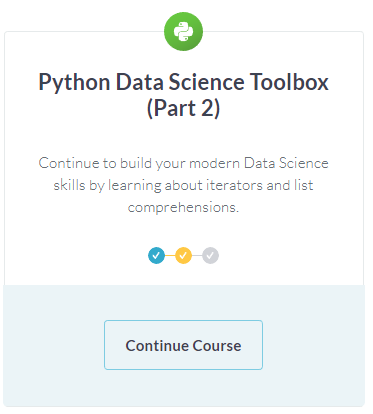 Python Data Science Toolbox
(Part 2)
Continue to build your modern Data Science
skills by learning about iterators and list
comprehensions.
Continue Course